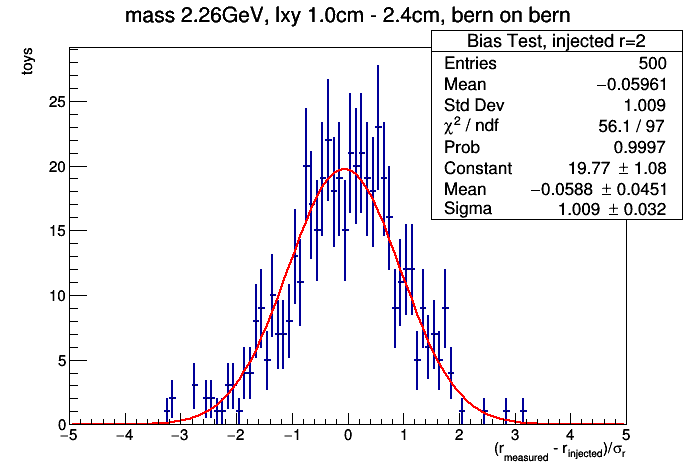 mass 2.26GeV, lxy 1.0cm - 2.4cm, bern on bern
Bias Test, injected r=2
Entries 500
Mean −0.05961
Std Dev 1.009
χ² / ndf 56.1 / 97
Prob 0.9997
Constant 19.77 ± 1.08
Mean −0.0588 ± 0.0451
Sigma 1.009 ± 0.032
toys
25
20
15
10
5
0
−5 −4 −3 −2 −1 0 1 2 3 4 5
(r_measured - r_injected)/σ_r